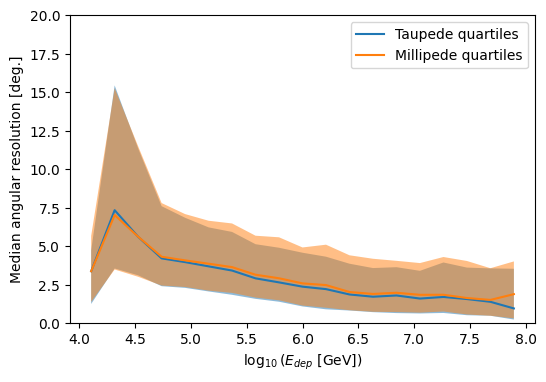 20.0
17.5
15.0
12.5
10.0
7.5
5.0
2.5
0.0
Median angular resolution [deg.]
Taupede quartiles
Millipede quartiles
4.0 4.5 5.0 5.5 6.0 6.5 7.0 7.5 8.0
log₁₀(E_dep [GeV])